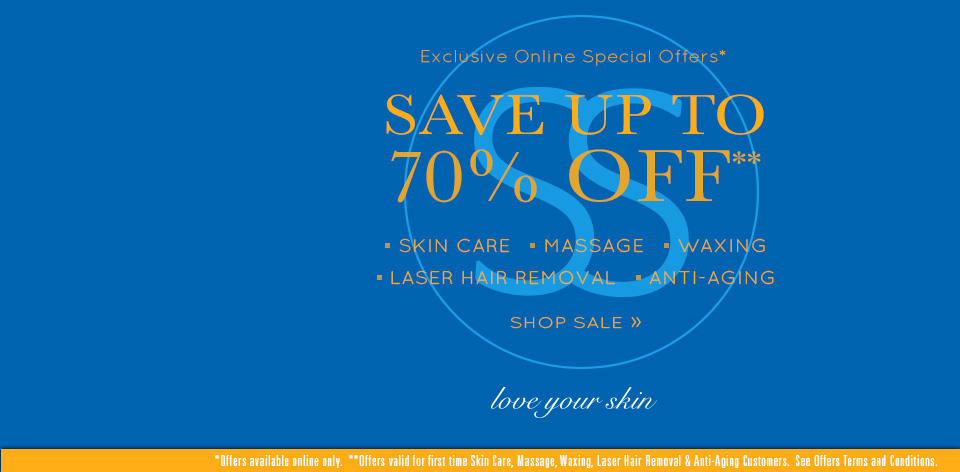 Exclusive Online Special Offers*
SAVE UP TO
70% OFF**
SS
▪ SKIN CARE ▪ MASSAGE ▪ WAXING
▪ LASER HAIR REMOVAL ▪ ANTI-AGING
SHOP SALE »
love your skin
*Offers available online only. **Offers valid for first time Skin Care, Massage, Waxing, Laser Hair Removal & Anti-Aging Customers. See Offers Terms and Conditions.